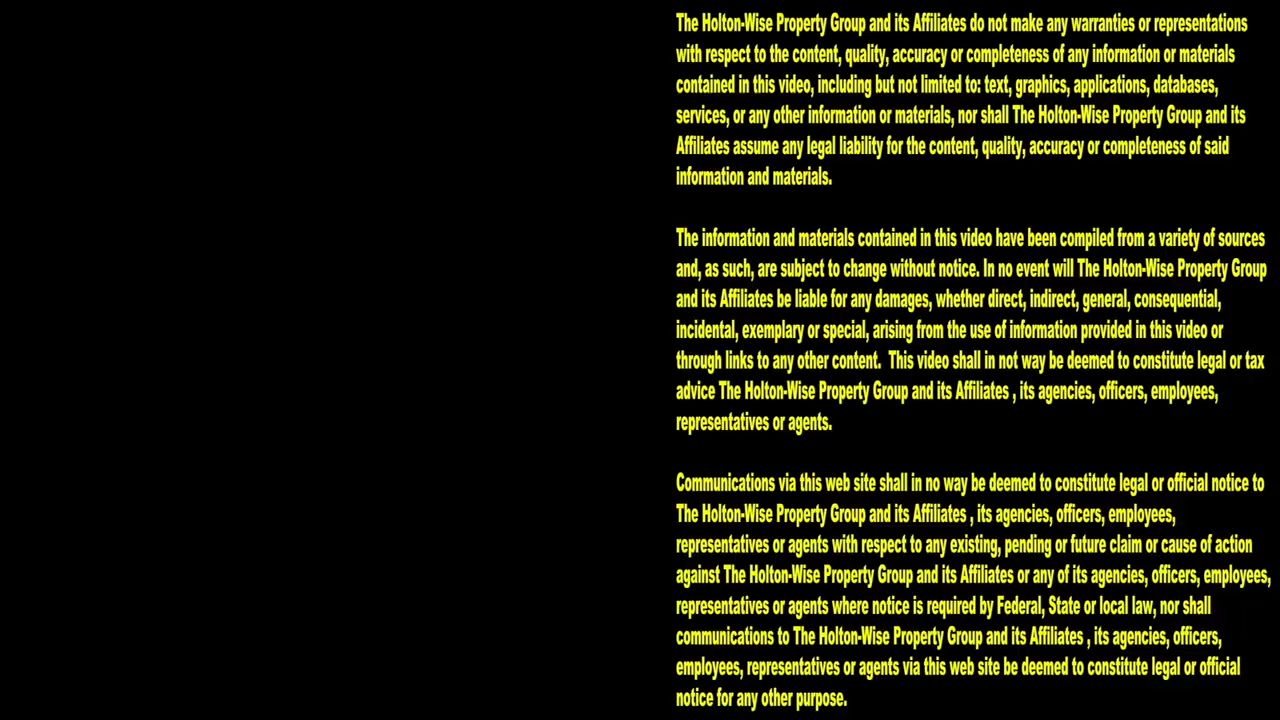 The Holton-Wise Property Group and its Affiliates do not make any warranties or representations
with respect to the content, quality, accuracy or completeness of any information or materials
contained in this video, including but not limited to: text, graphics, applications, databases,
services, or any other information or materials, nor shall The Holton-Wise Property Group and its
Affiliates assume any legal liability for the content, quality, accuracy or completeness of said
information and materials.
The information and materials contained in this video have been compiled from a variety of sources
and, as such, are subject to change without notice. In no event will The Holton-Wise Property Group
and its Affiliates be liable for any damages, whether direct, indirect, general, consequential,
incidental, exemplary or special, arising from the use of information provided in this video or
through links to any other content.  This video shall in not way be deemed to constitute legal or tax
advice The Holton-Wise Property Group and its Affiliates , its agencies, officers, employees,
representatives or agents.
Communications via this web site shall in no way be deemed to constitute legal or official notice to
The Holton-Wise Property Group and its Affiliates , its agencies, officers, employees,
representatives or agents with respect to any existing, pending or future claim or cause of action
against The Holton-Wise Property Group and its Affiliates or any of its agencies, officers, employees,
representatives or agents where notice is required by Federal, State or local law, nor shall
communications to The Holton-Wise Property Group and its Affiliates , its agencies, officers,
employees, representatives or agents via this web site be deemed to constitute legal or official
notice for any other purpose.